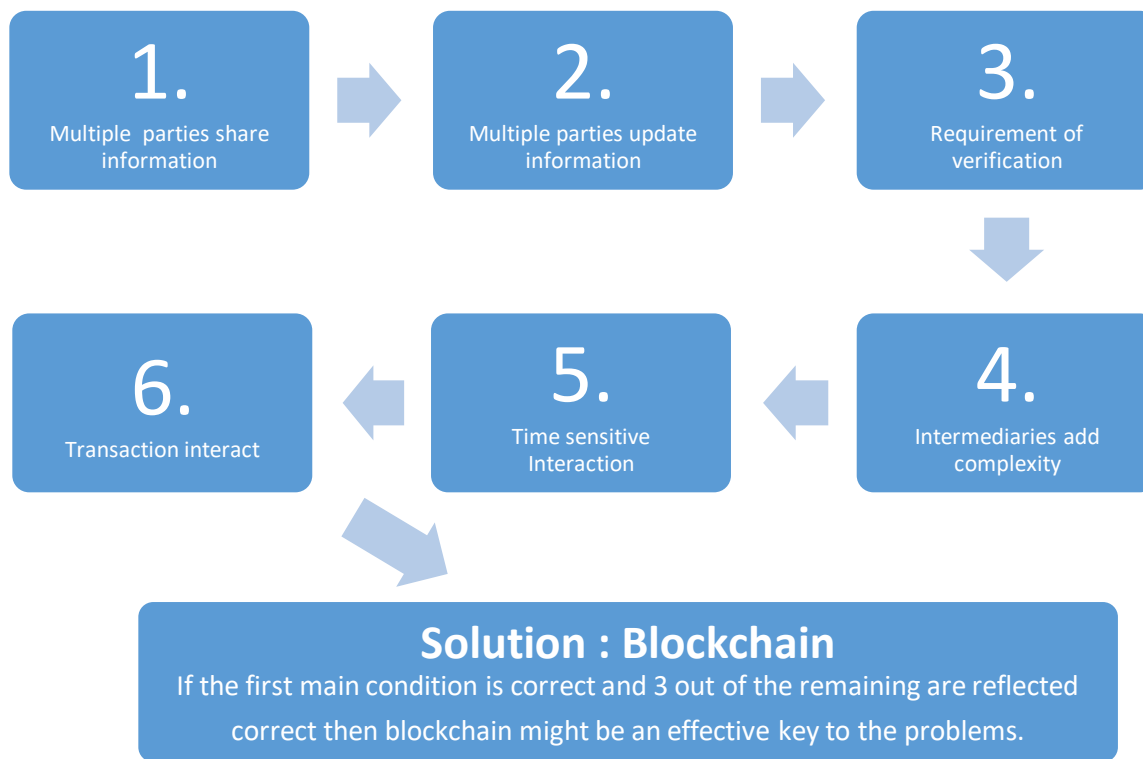 1.
Multiple parties share
information
2.
Multiple parties update
information
3.
Requirement of
verification
4.
Intermediaries add
complexity
5.
Time sensitive
Interaction
6.
Transaction interact
Solution : Blockchain
If the first main condition is correct and 3 out of the remaining are reflected
correct then blockchain might be an effective key to the problems.